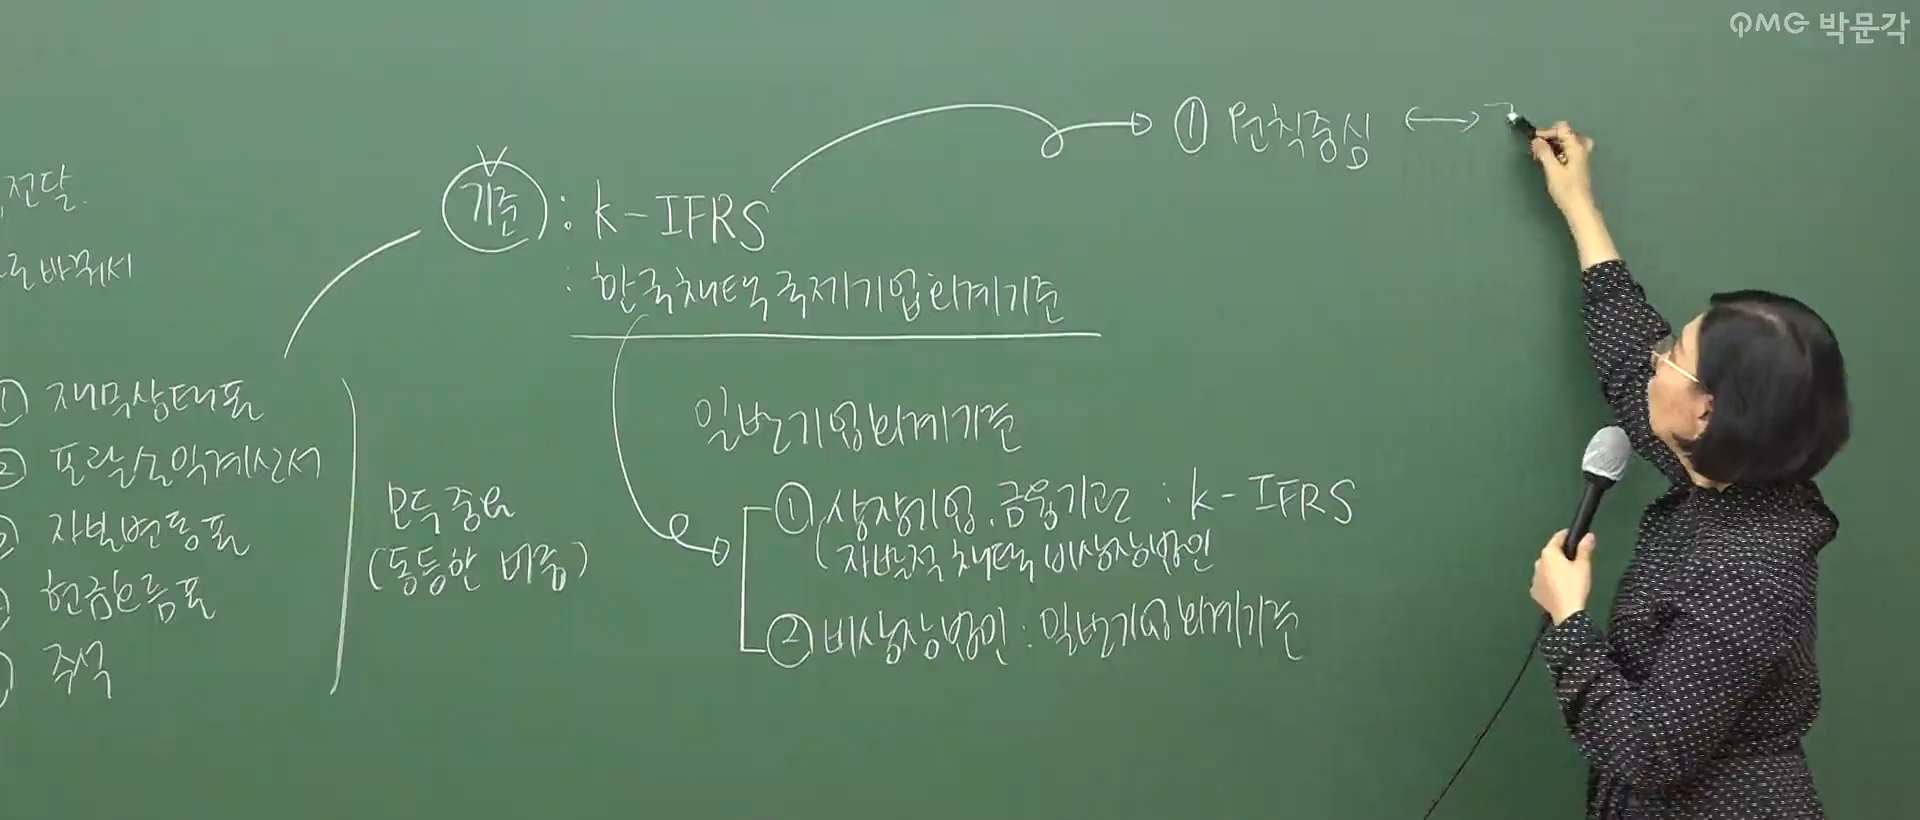 PMG 박문각
① 원칙중심 ↔
전달.
로 바꿔서
기준 : K-IFRS
: 한국채택국제기업회계기준
일반기업회계기준
① 재무상태표
② 포괄손익계산서
③ 자본변동표
④ 현금흐름표
주석
모두 중요
(동등한 비중)
① 상장기업, 금융기관 : K-IFRS
(자발적 채택 비상장법인
② 비상장법인 : 일반기업회계기준